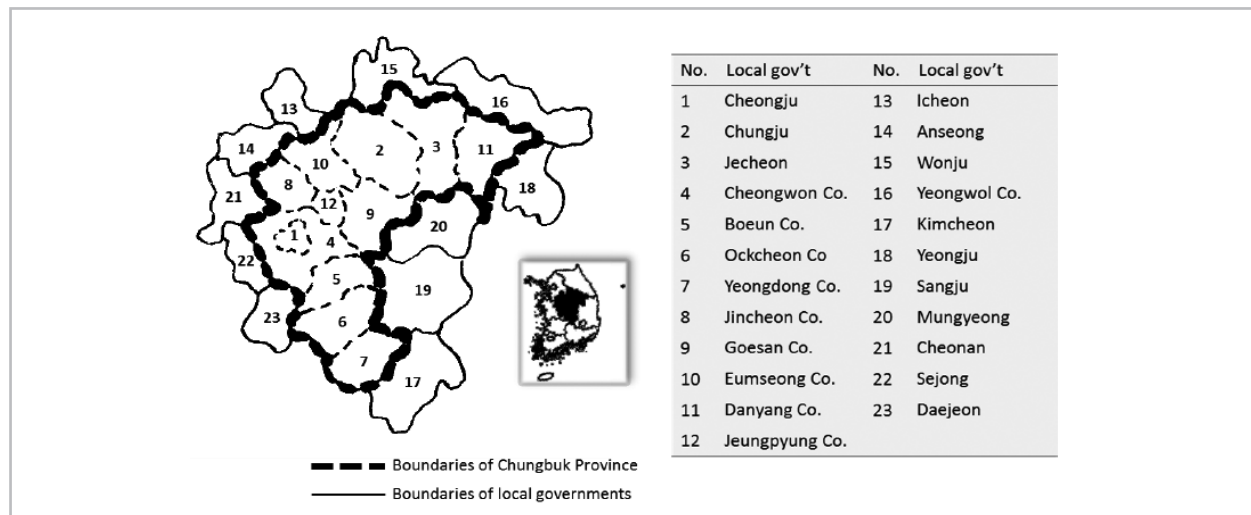 15
16
13
14
10
2
3
11
8
18
21
12
9
20
1
4
22
5
19
23
6
7
17
Boundaries of Chungbuk Province
Boundaries of local governments
No. Local gov't No. Local gov't
1 Cheongju 13 Icheon
2 Chungju 14 Anseong
3 Jecheon 15 Wonju
4 Cheongwon Co. 16 Yeongwol Co.
5 Boeun Co. 17 Kimcheon
6 Ockcheon Co 18 Yeongju
7 Yeongdong Co. 19 Sangju
8 Jincheon Co. 20 Mungyeong
9 Goesan Co. 21 Cheonan
10 Eumseong Co. 22 Sejong
11 Danyang Co. 23 Daejeon
12 Jeungpyung Co.